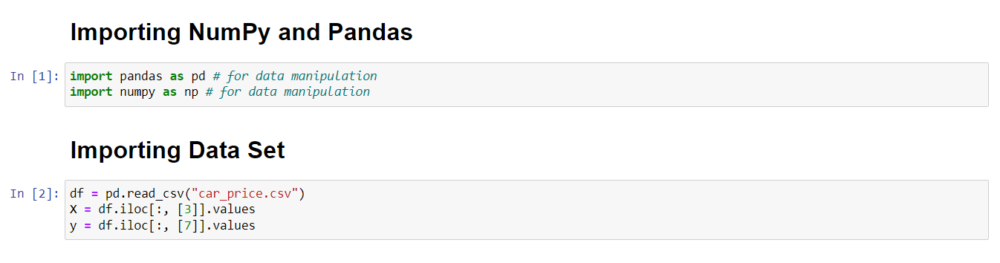 Importing NumPy and Pandas
In [1]: import pandas as pd # for data manipulation
import numpy as np # for data manipulation
Importing Data Set
In [2]: df = pd.read_csv("car_price.csv")
X = df.iloc[:, [3]].values
y = df.iloc[:, [7]].values